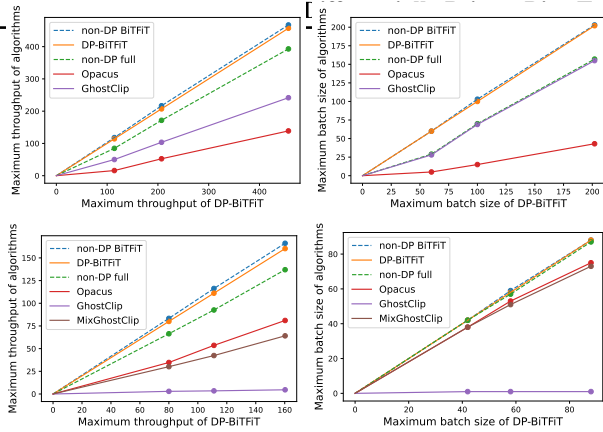 non-DP BiTFiT
DP-BiTFiT
non-DP full
Opacus
GhostClip
Maximum throughput of algorithms
400
300
200
100
0
0 100 200 300 400
Maximum throughput of DP-BiTFiT
non-DP BiTFiT
DP-BiTFiT
non-DP full
Opacus
GhostClip
Maximum batch size of algorithms
200
175
150
125
100
75
50
25
0
0 25 50 75 100 125 150 175 200
Maximum batch size of DP-BiTFiT
non-DP BiTFiT
DP-BiTFiT
non-DP full
Opacus
GhostClip
MixGhostClip
Maximum throughput of algorithms
150
125
100
75
50
25
0
0 20 40 60 80 100 120 140 160
Maximum throughput of DP-BiTFiT
non-DP BiTFiT
DP-BiTFiT
non-DP full
Opacus
GhostClip
MixGhostClip
Maximum batch size of algorithms
80
60
40
20
0
0 20 40 60 80
Maximum batch size of DP-BiTFiT